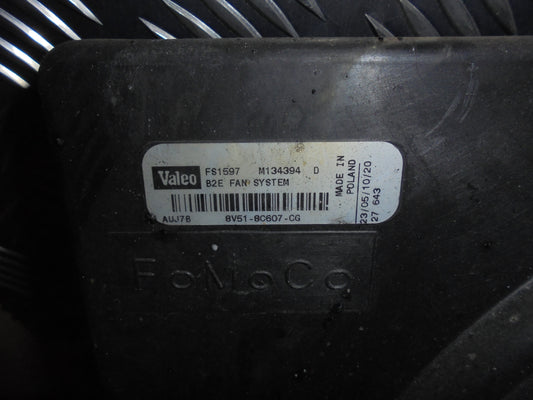 Valeo
FS1597 M134394 D
B2E FAN SYSTEM
AUJ78 8V51-8C607-CG
MADE IN
POLAND
23/05/10/20.
27 643
FoMoCo